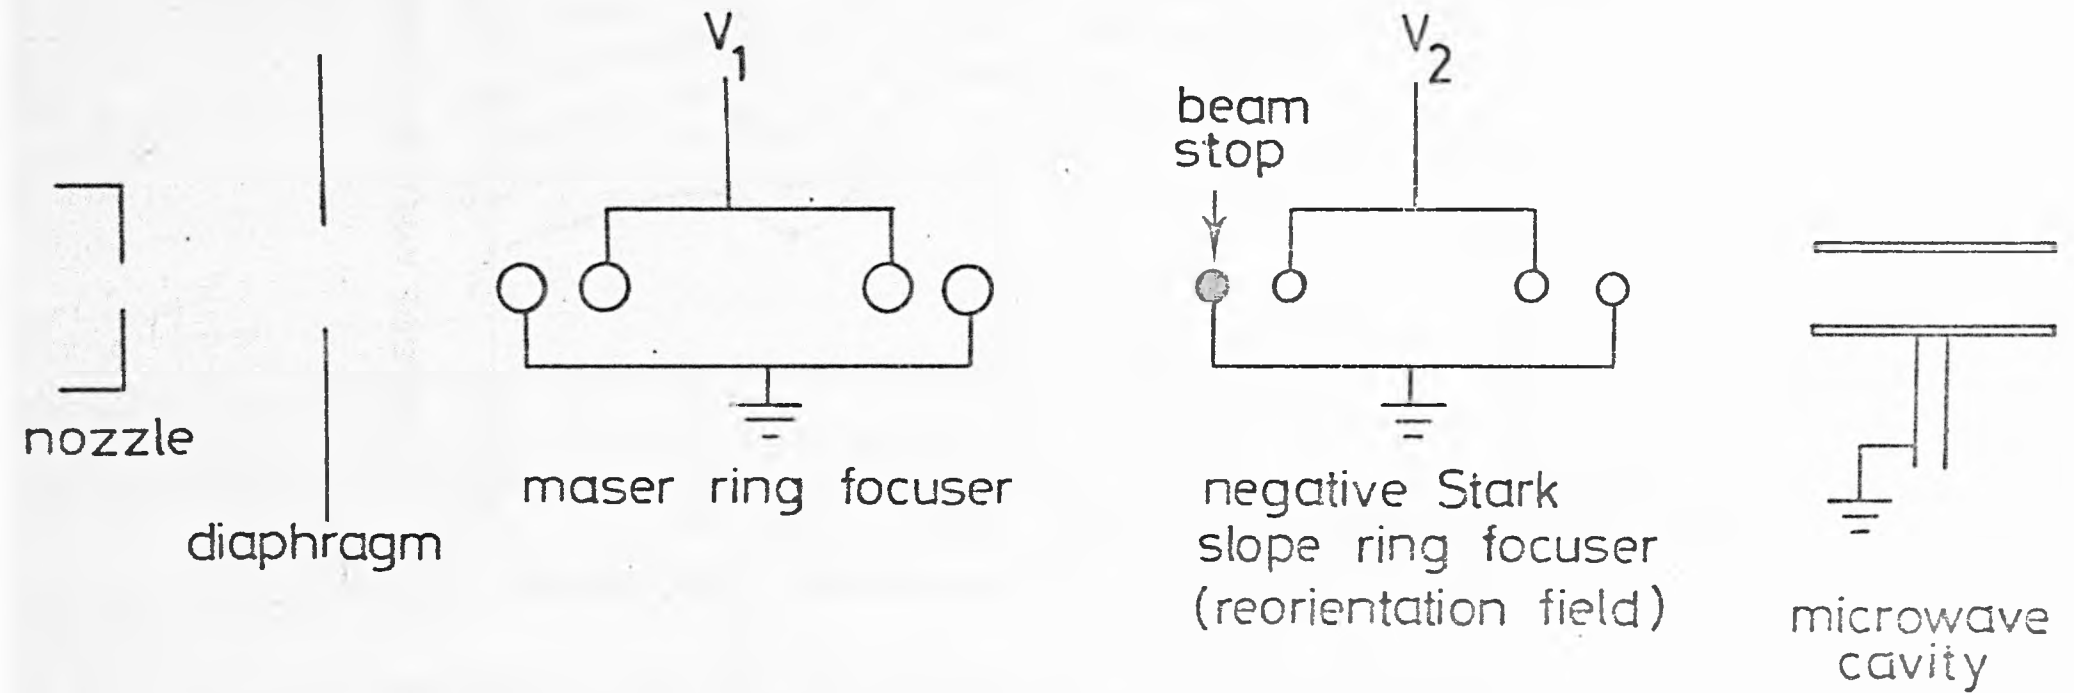 V1
V2
beam
stop
nozzle
diaphragm
maser ring focuser
negative Stark
slope ring focuser
(reorientation field)
microwave
cavity